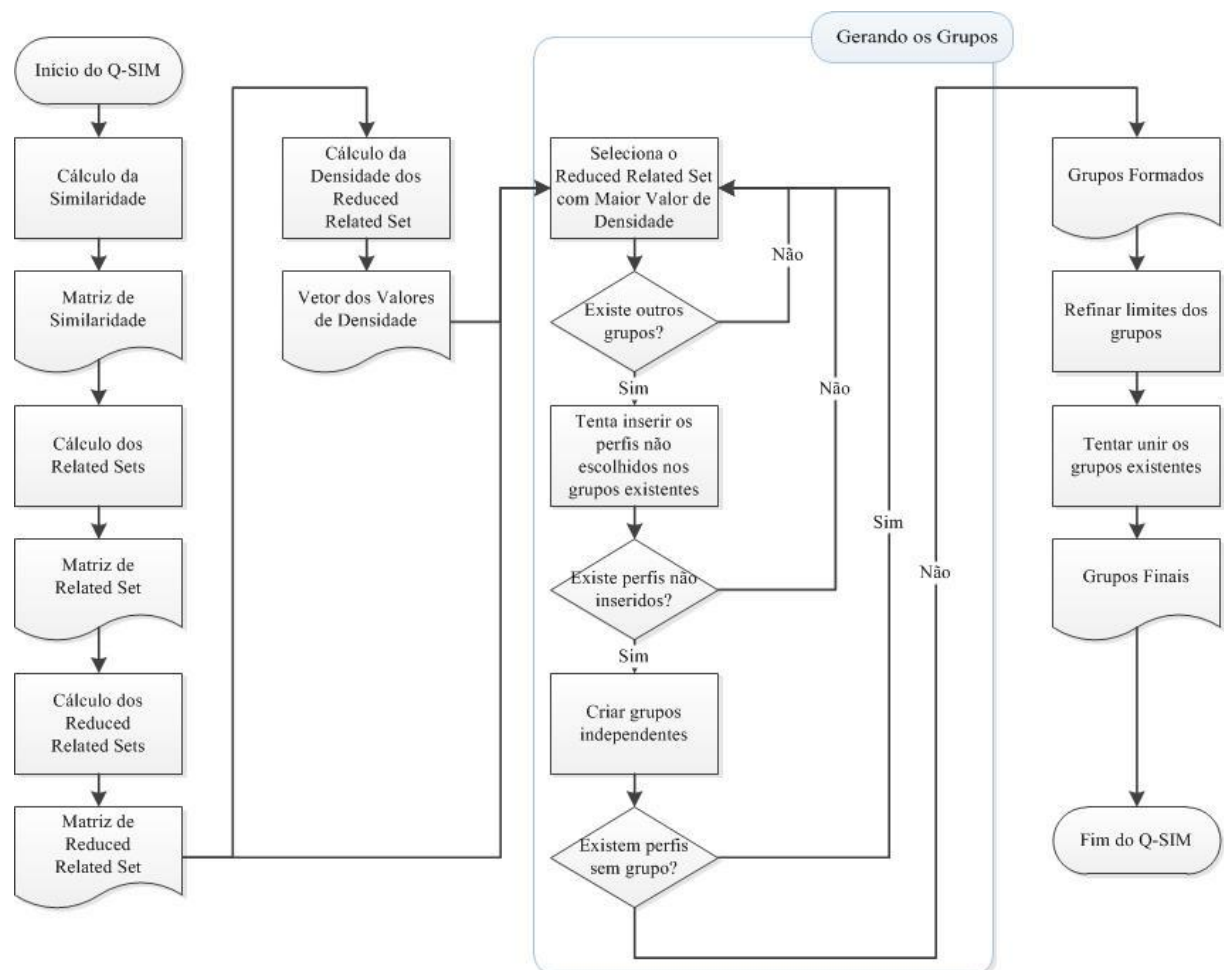 Início do Q-SIM
Cálculo da
Similaridade
Matriz de
Similaridade
Cálculo dos
Related Sets
Matriz de
Related Set
Cálculo dos
Reduced
Related Sets
Matriz de
Reduced
Related Set
Cálculo da
Densidade dos
Reduced
Related Set
Vetor dos Valores
de Densidade
Gerando os Grupos
Seleciona o
Reduced Related Set
com Maior Valor de
Densidade
Não
Existe outros
grupos?
Sim
Tenta inserir os
perfis não
escolhidos nos
grupos existentes
Não
Existe perfis não
inseridos?
Sim
Criar grupos
independentes
Sim
Existem perfis
sem grupo?
Não
Grupos Formados
Refinar limites dos
grupos
Tentar unir os
grupos existentes
Grupos Finais
Fim do Q-SIM